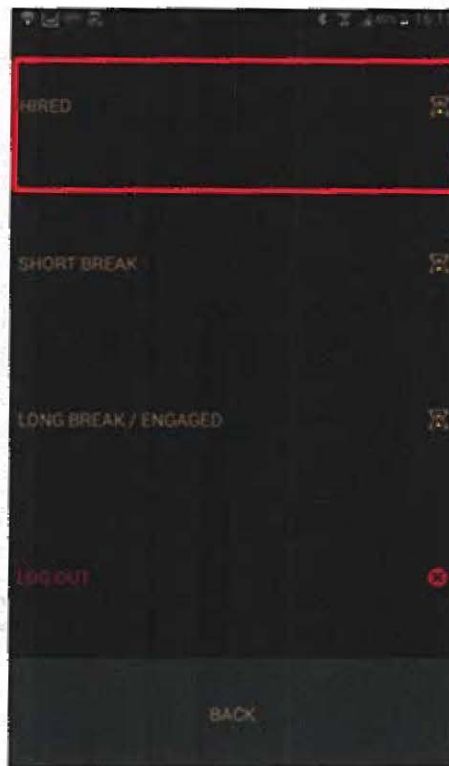 HIRED
SHORT BREAK
LONG BREAK / ENGAGED
LOG OUT
BACK